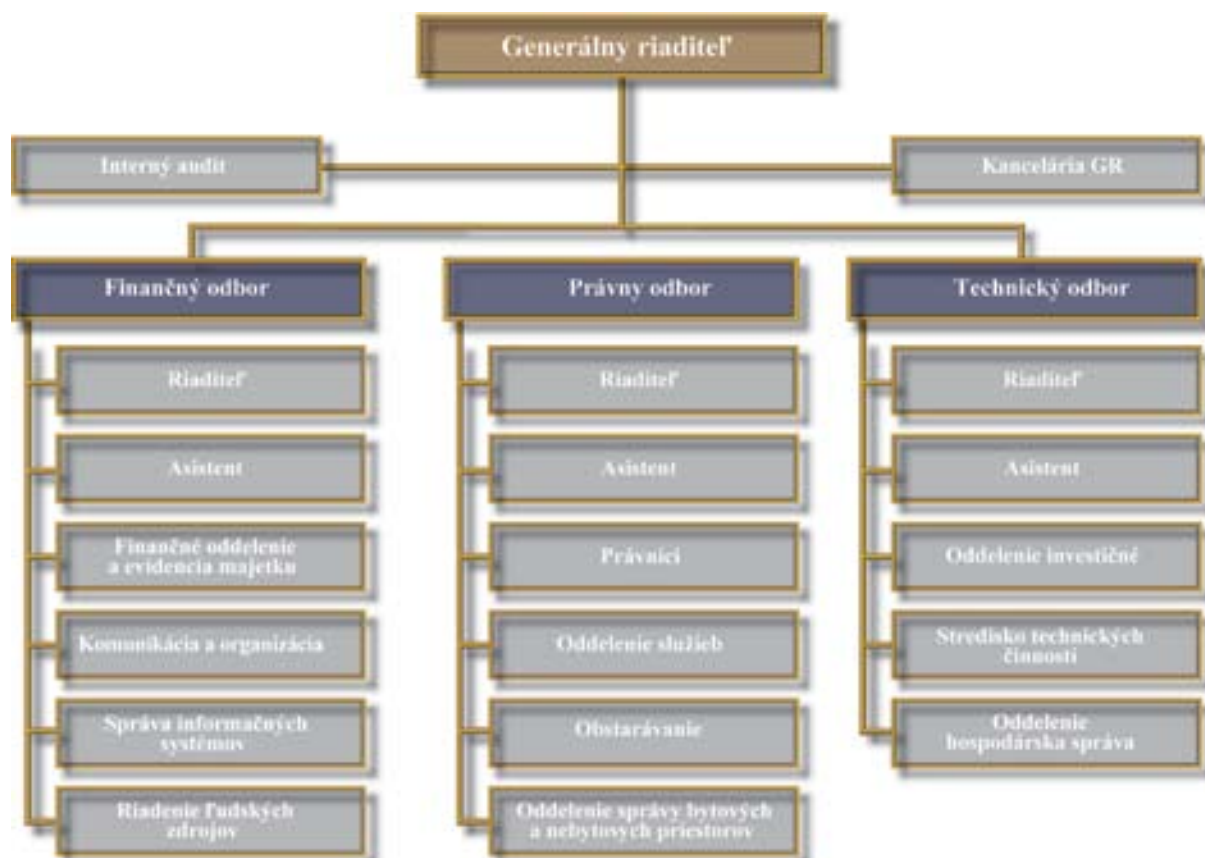 Generálny riaditeľ
Interný audit
Kancelária GR
Finančný odbor
Riaditeľ
Asistent
Finančné oddelenie
a evidencia majetku
Komunikácia a organizácia
Správa informačných
systémov
Riadenie ľudských
zdrojov
Právny odbor
Riaditeľ
Asistent
Právnici
Oddelenie služieb
Obstarávanie
Oddelenie správy bytových
a nebytových priestorov
Technický odbor
Riaditeľ
Asistent
Oddelenie investičné
Stredisko technických
činností
Oddelenie
hospodárska správa